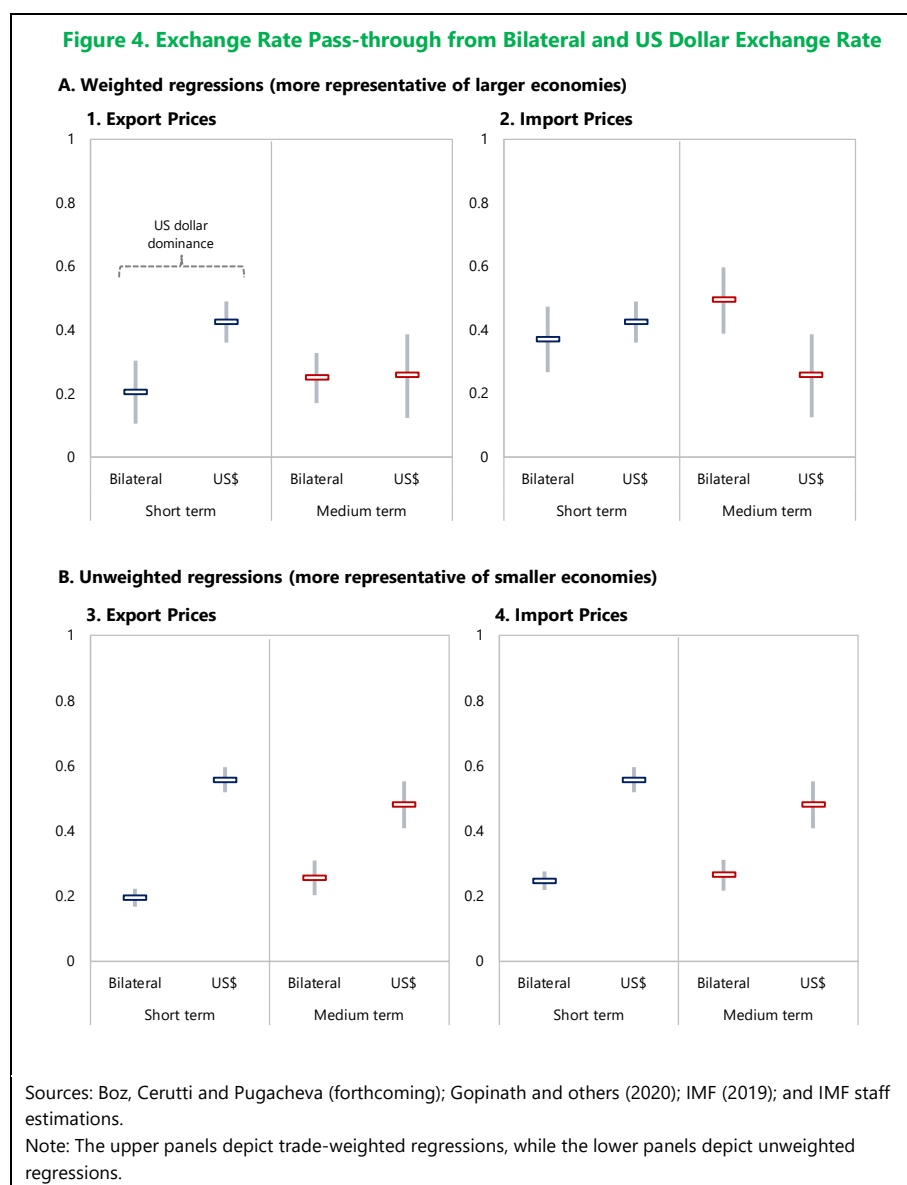 Figure 4. Exchange Rate Pass-through from Bilateral and US Dollar Exchange Rate
A. Weighted regressions (more representative of larger economies)
1. Export Prices
1
0.8
0.6
0.4
0.2
0
US dollar
dominance
Bilateral US$ Bilateral US$
Short term Medium term
2. Import Prices
1
0.8
0.6
0.4
0.2
0
Bilateral US$ Bilateral US$
Short term Medium term
B. Unweighted regressions (more representative of smaller economies)
3. Export Prices
1
0.8
0.6
0.4
0.2
0
Bilateral US$ Bilateral US$
Short term Medium term
4. Import Prices
1
0.8
0.6
0.4
0.2
0
Bilateral US$ Bilateral US$
Short term Medium term
Sources: Boz, Cerutti and Pugacheva (forthcoming); Gopinath and others (2020); IMF (2019); and IMF staff
estimations.
Note: The upper panels depict trade-weighted regressions, while the lower panels depict unweighted
regressions.